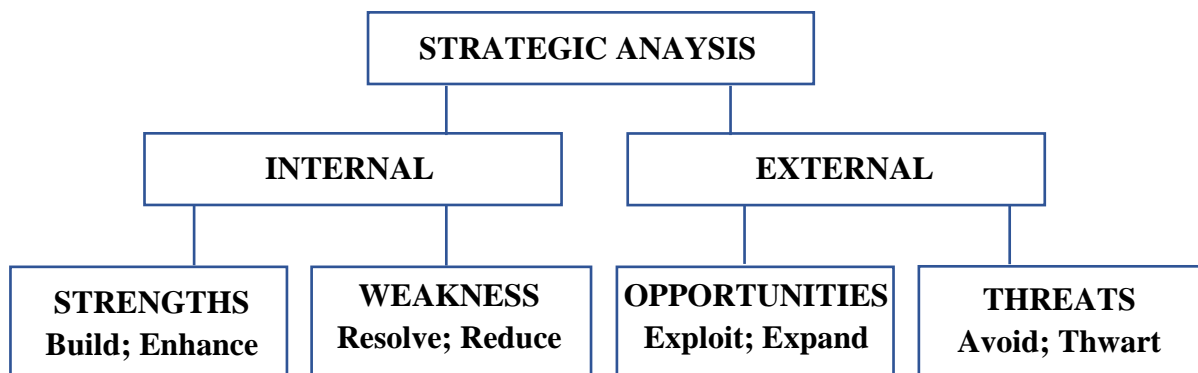 STRATEGIC ANAYSIS
INTERNAL
EXTERNAL
STRENGTHS
Build; Enhance
WEAKNESS
Resolve; Reduce
OPPORTUNITIES
Exploit; Expand
THREATS
Avoid; Thwart